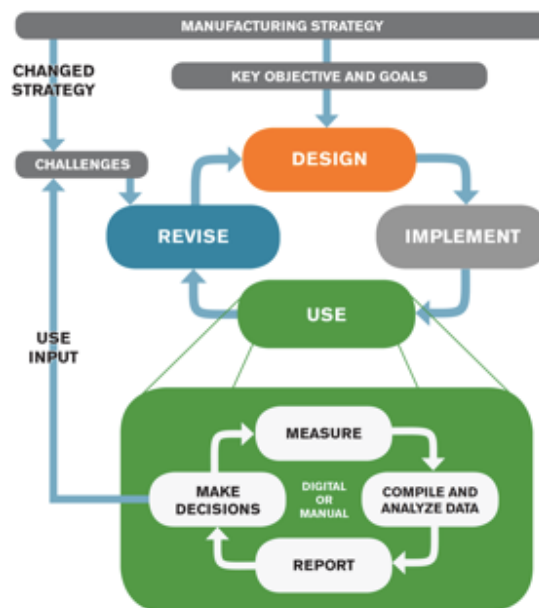 MANUFACTURING STRATEGY
CHANGED
STRATEGY
KEY OBJECTIVE AND GOALS
CHALLENGES
DESIGN
REVISE
IMPLEMENT
USE
USE
INPUT
MEASURE
MAKE
DECISIONS
DIGITAL
OR
MANUAL
COMPILE AND
ANALYZE DATA
REPORT